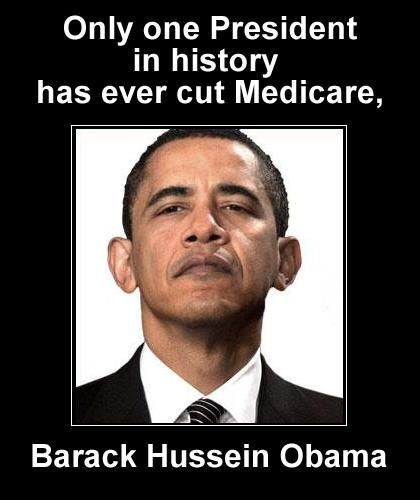 Only one President
in history
has ever cut Medicare,
Barack Hussein Obama